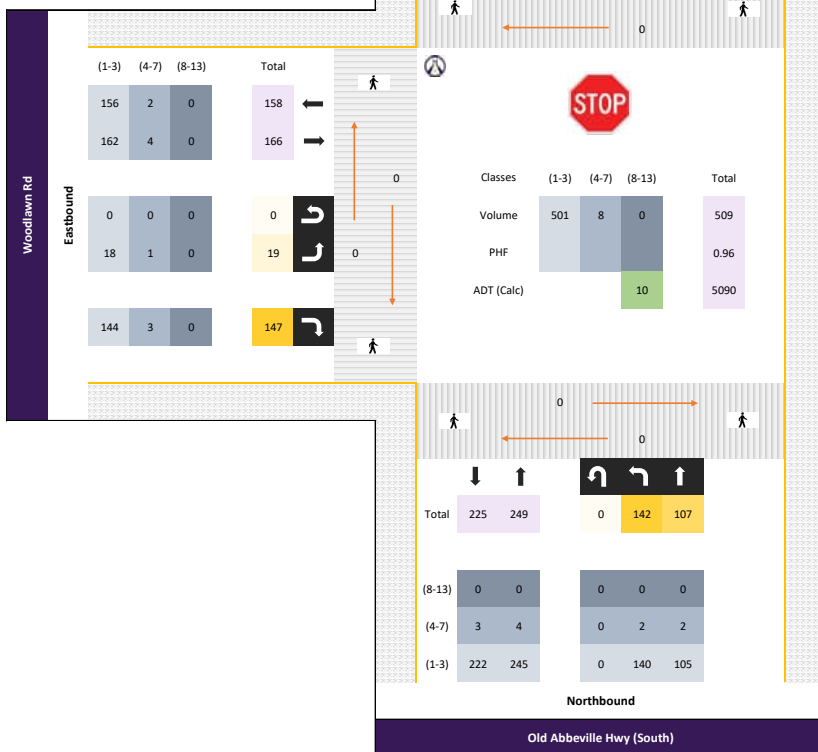 0
(1-3) (4-7) (8-13) Total
156 2 0 158
162 4 0 166
STOP
0
Classes (1-3) (4-7) (8-13) Total
Woodlawn Rd
Eastbound
0 0 0 0
Volume 501 8 0 509
18 1 0 19
0
PHF 0.96
ADT (Calc) 10 5090
144 3 0 147
0
0
Total 225 249 0 142 107
(8-13) 0 0 0 0 0
(4-7) 3 4 0 2 2
(1-3) 222 245 0 140 105
Northbound
Old Abbeville Hwy (South)